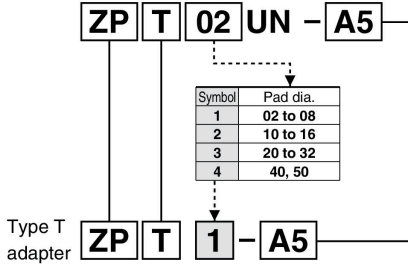 ZP T 02 UN – A5
Symbol Pad dia.
1 02 to 08
2 10 to 16
3 20 to 32
4 40, 50
Type T
adapter ZP T 1 – A5